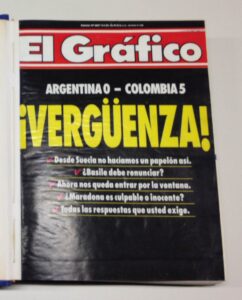 El Gráfico
ARGENTINA 0 - COLOMBIA 5
¡VERGÜENZA!
Desde Suecia no hacíamos un papelón así.
¿Basile debe renunciar?
Ahora nos queda entrar por la ventana.
¿Maradona es culpable o inocente?
Todas las respuestas que usted exige.